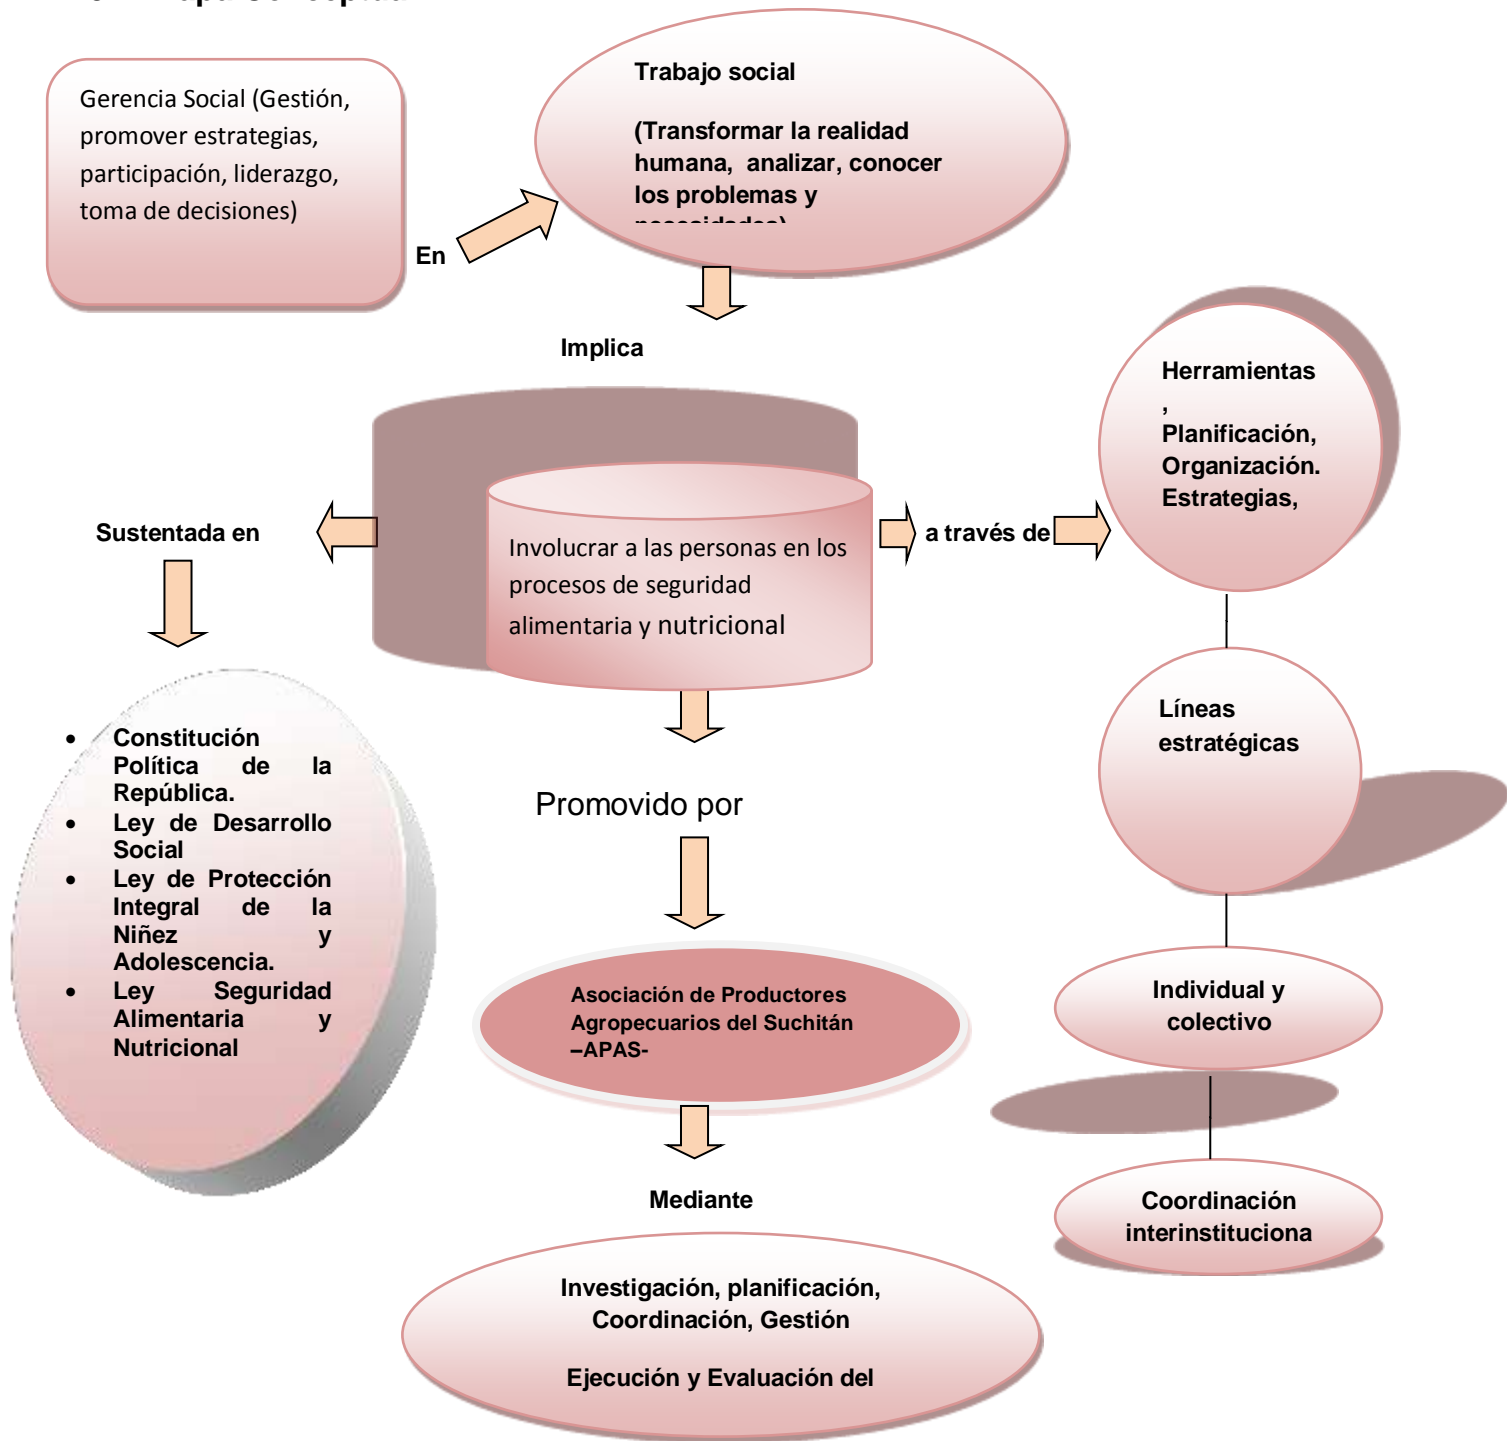 Gerencia Social (Gestión,
promover estrategias,
participación, liderazgo,
toma de decisiones)
En
Trabajo social
(Transformar la realidad
humana, analizar, conocer
los problemas y
Implica
Involucrar a las personas en los
procesos de seguridad
alimentaria y nutricional
Sustentada en
• Constitución
Política de la
República.
• Ley de Desarrollo
Social
• Ley de Protección
Integral de la
Niñez y
Adolescencia.
• Ley Seguridad
Alimentaria y
Nutricional
a través de
Herramientas
,
Planificación,
Organización.
Estrategias,
Líneas
estratégicas
Individual y
colectivo
Coordinación
interinstituciona
Promovido por
Asociación de Productores
Agropecuarios del Suchitán
–APAS-
Mediante
Investigación, planificación,
Coordinación, Gestión
Ejecución y Evaluación del